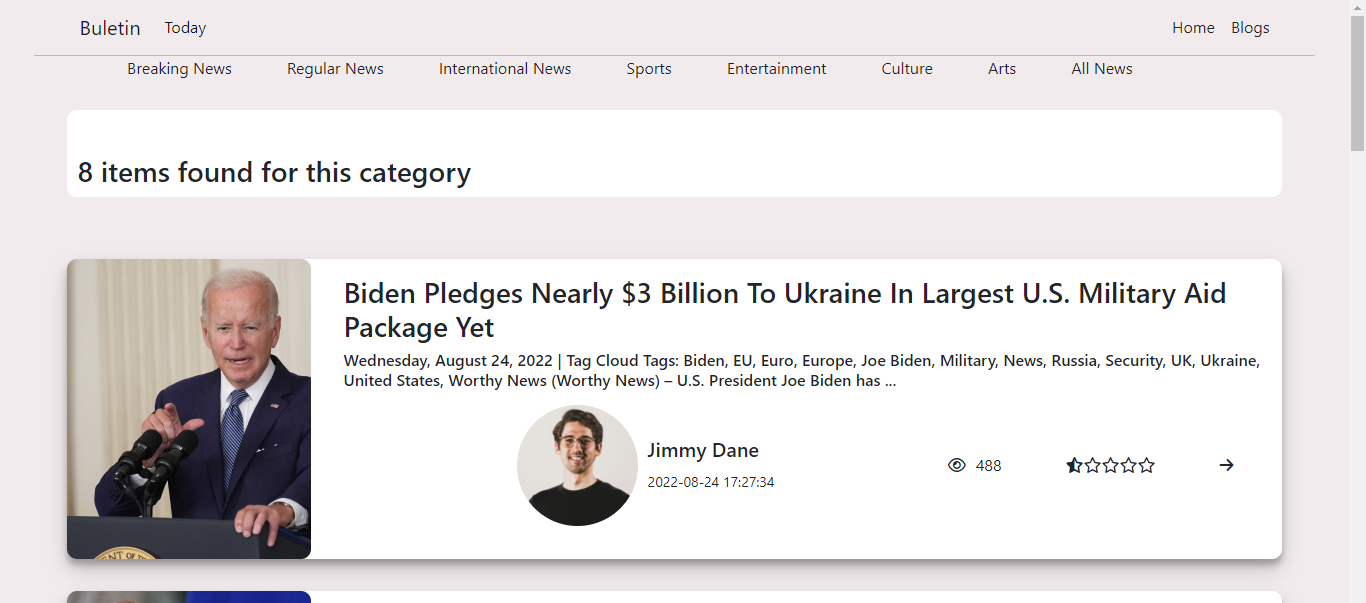 Buletin Today Home Blogs
Breaking News Regular News International News Sports Entertainment Culture Arts All News
8 items found for this category
Biden Pledges Nearly $3 Billion To Ukraine In Largest U.S. Military Aid
Package Yet
Wednesday, August 24, 2022 | Tag Cloud Tags: Biden, EU, Euro, Europe, Joe Biden, Military, News, Russia, Security, UK, Ukraine,
United States, Worthy News (Worthy News) – U.S. President Joe Biden has ...
Jimmy Dane
2022-08-24 17:27:34
488